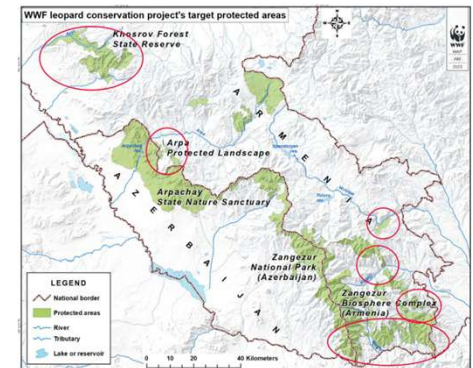 WWF leopard conservation project's target protected areas
WWF
Khosrov Forest
State Reserve
ARMENIA
Arpa
Protected Landscape
Arpachay
State Nature Sanctuary
AZERBAIJAN
Zangezur
National Park
(Azerbaijan)
Zangezur
Biosphere Complex
(Armenia)
LEGEND
National border
Protected areas
River
Tributary
Lake or reservoir
0 10 20 40 Kilometers